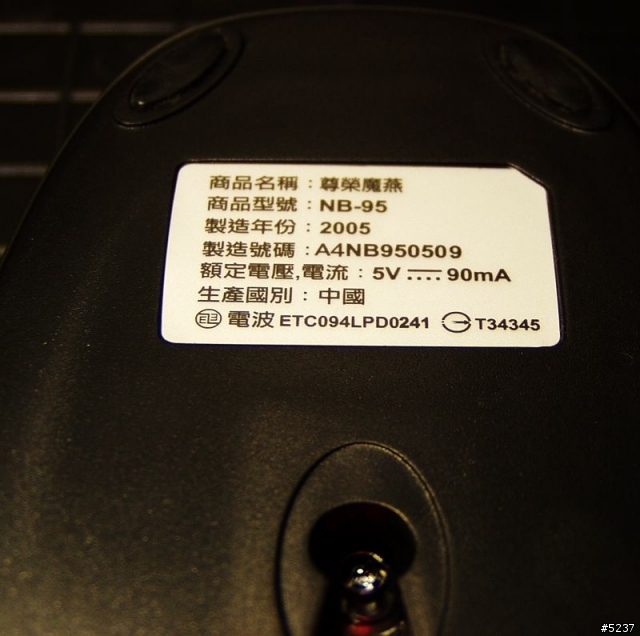 商品名稱：尊榮魔燕
商品型號：NB-95
製造年份：2005
製造號碼：A4NB950509
額定電壓,電流：5V 90mA
生產國別：中國
電波 ETC094LPD0241 T34345
#5237